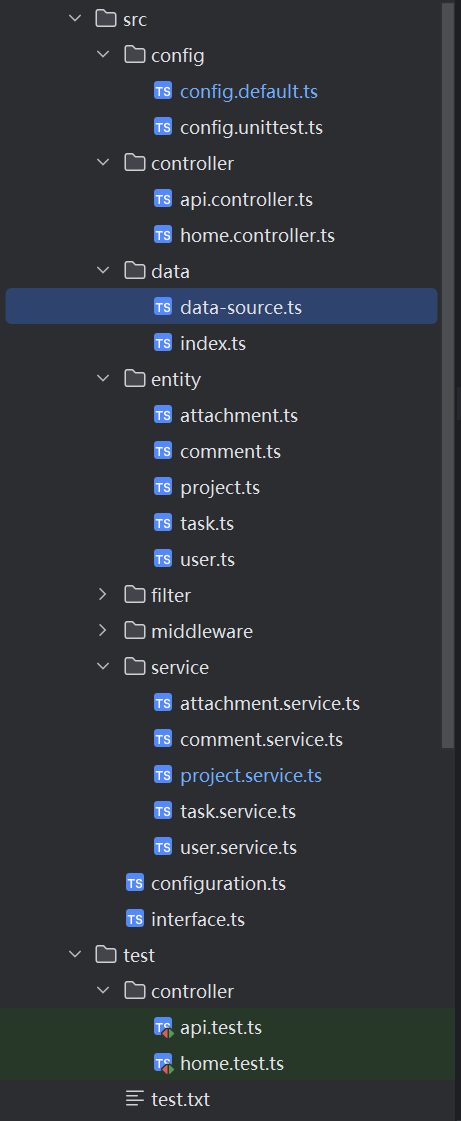 src
config
TS config.default.ts
TS config.unittest.ts
controller
TS api.controller.ts
TS home.controller.ts
data
TS data-source.ts
TS index.ts
entity
TS attachment.ts
TS comment.ts
TS project.ts
TS task.ts
TS user.ts
filter
middleware
service
TS attachment.service.ts
TS comment.service.ts
TS project.service.ts
TS task.service.ts
TS user.service.ts
TS configuration.ts
TS interface.ts
test
controller
TS api.test.ts
TS home.test.ts
test.txt